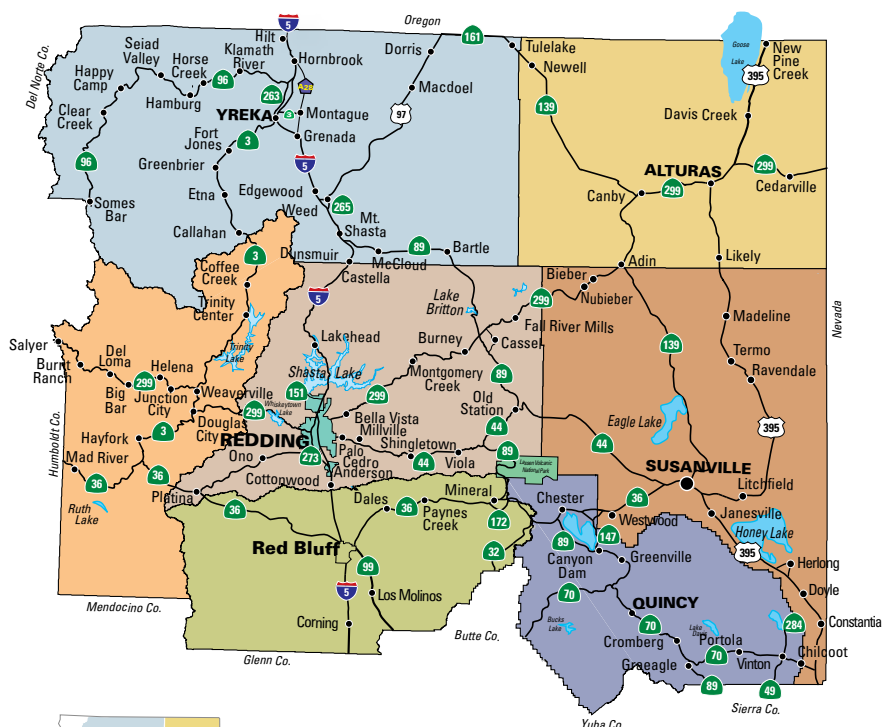 Oregon
5
Hilt
161
Dorris
Tulelake
Newell
Goose
Lake
New
Pine
Creek
395
Del Norte Co.
Seiad
Valley
Happy
Camp
Horse
Creek
Klamath
River
Hornbrook
96
Hamburg
263
A28
Macdoel
97
139
Davis Creek
Clear
Creek
YREKA
3
Montague
Grenada
Fort
Jones
3
96
Greenbrier
5
ALTURAS
299
299
Cedarville
Canby
Somes
Bar
Etna
Edgewood
Weed
265
Callahan
Mt.
Shasta
89
Bartle
McCloud
Dunsmuir
Castella
3
Coffee
Creek
Adin
Likely
Bieber
Nubieber
299
Trinity
Center
5
Lake
Britton
Fall River Mills
Madeline
Nevada
Salyer
Burnt
Ranch
Del
Loma
Helena
Trinity
Lake
Lakehead
Burney
Cassel
139
Termo
Ravendale
299
Big
Bar
Junction
City
Weaverville
Shasta Lake
151
299
Montgomery
Creek
89
Whiskeytown
Lake
299
Douglas
City
Old
Station
44
Eagle Lake
395
Humboldt Co.
Hayfork
3
Bella Vista
Millville
REDDING
Palo
Cedro
Shingletown
44
Viola
89
44
Mad River
36
36
Ono
273
Anderson
Lassen Volcanic
National Park
SUSANVILLE
Ruth
Lake
Platina
Cottonwood
36
Dales
36
Paynes
Creek
Mineral
172
Chester
36
Westwood
Litchfield
Janesville
Honey Lake
Red Bluff
32
89
147
Canyon
Dam
Greenville
395
Herlong
99
5
Los Molinos
70
Doyle
Mendocino Co.
Corning
Bucks
Lake
QUINCY
70
Cromberg
Lake
Davis
Portola
70
284
Constantia
Butte Co.
Graeagle
Vinton
Chilcoot
Glenn Co.
89
49
Sierra Co.
Yuba Co.